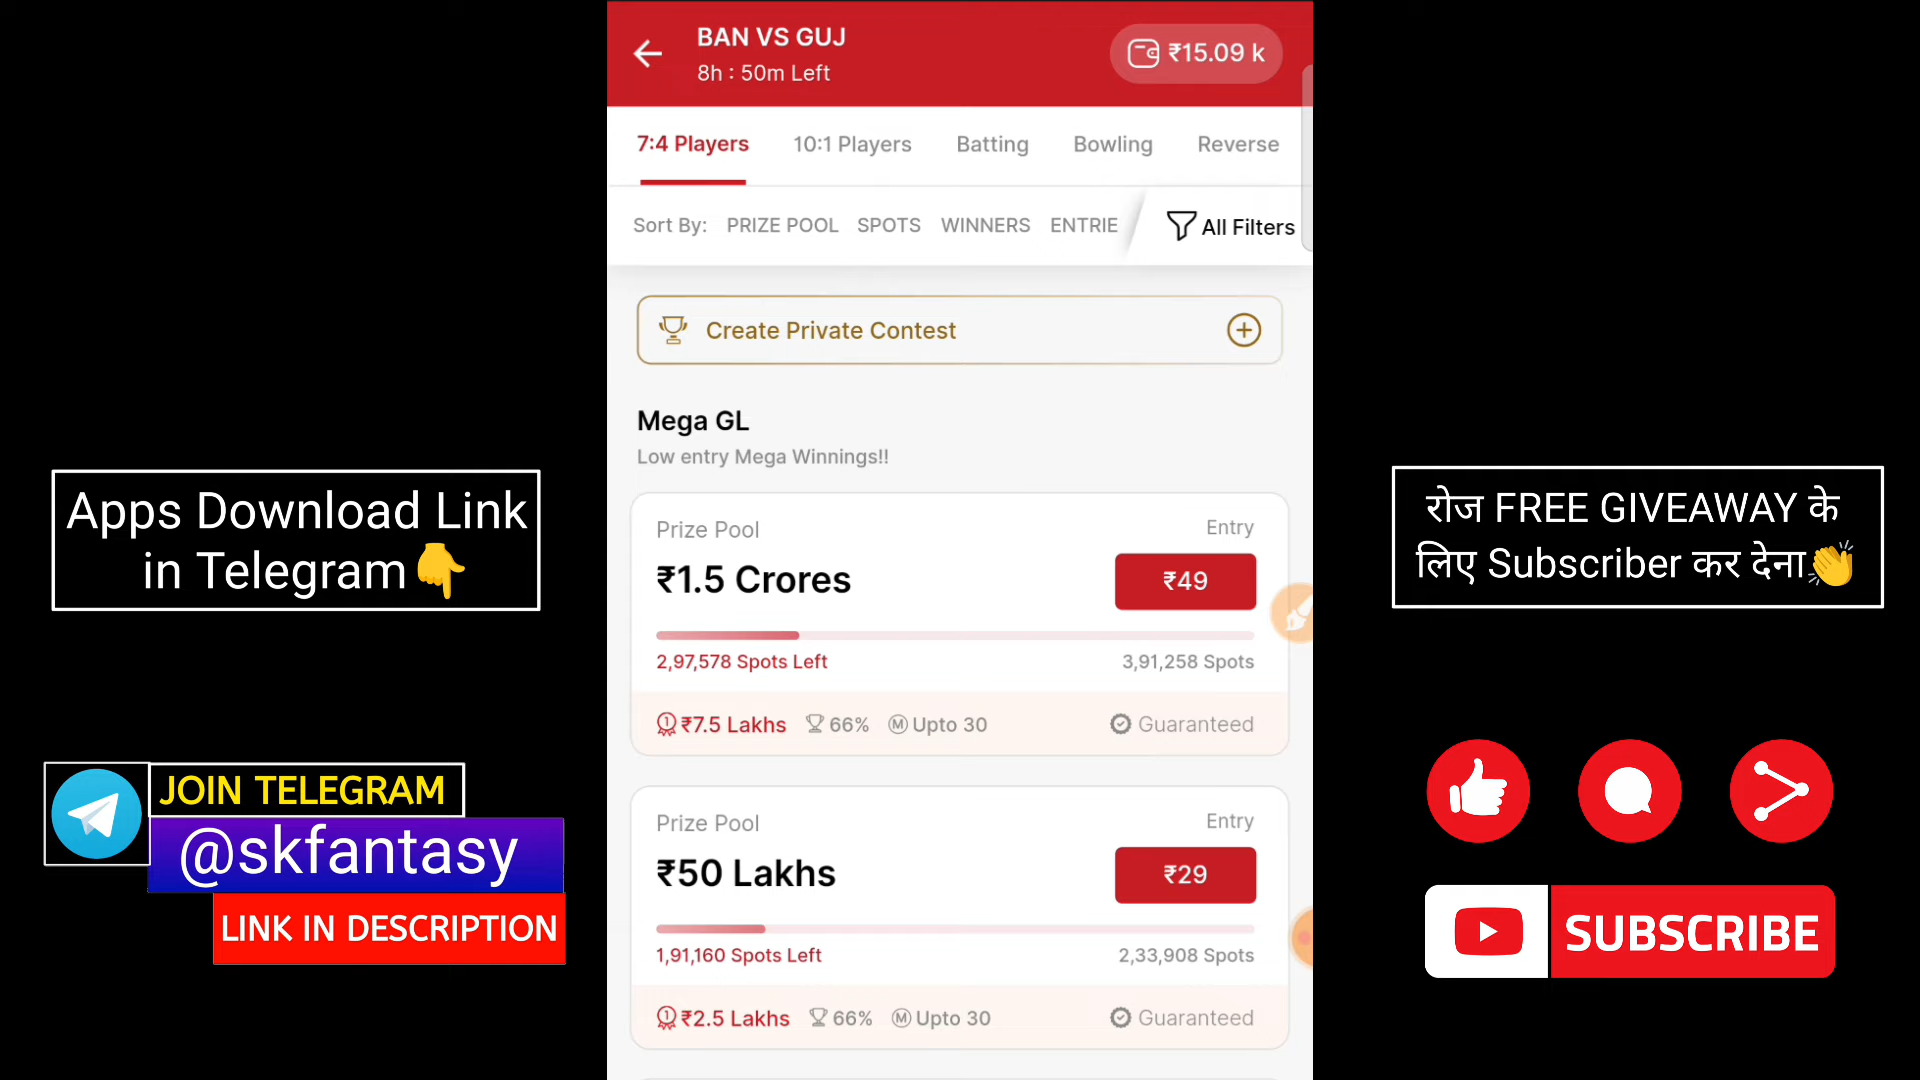 BAN VS GUJ
8h : 50m Left
₹15.09 k
7:4 Players
10:1 Players
Batting
Bowling
Reverse
Sort By:
PRIZE POOL
SPOTS
WINNERS
ENTRIE
All Filters
Create Private Contest
Mega GL
Low entry Mega Winnings!!
Prize Pool
Entry
₹1.5 Crores
₹49
2,97,578 Spots Left
3,91,258 Spots
1
₹7.5 Lakhs
66%
M
Upto 30
Guaranteed
Prize Pool
Entry
₹50 Lakhs
₹29
1,91,160 Spots Left
2,33,908 Spots
1
₹2.5 Lakhs
66%
M
Upto 30
Guaranteed
Apps Download Link
in Telegram👇
JOIN TELEGRAM
@skfantasy
LINK IN DESCRIPTION
रोज FREE GIVEAWAY के
लिए Subscriber कर देना👏
SUBSCRIBE